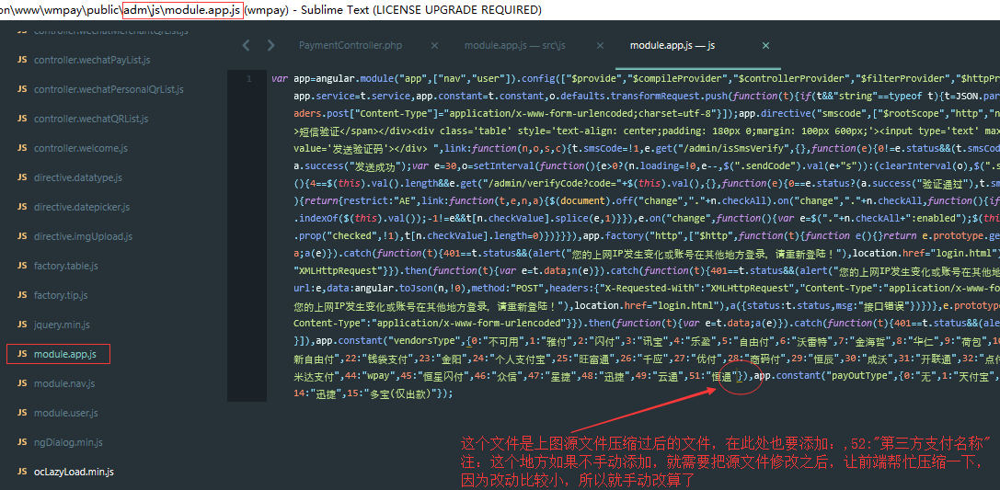 on\www\wmpay\public\adm\js\module.app.js (wmpay) - Sublime Text (LICENSE UPGRADE REQUIRED)
JS controller.wechatMerchantQrList.js
JS controller.wechatPayList.js
JS controller.wechatPersonalQrList.js
JS controller.wechatQRList.js
JS controller.welcome.js
JS directive.datatype.js
JS directive.datepicker.js
JS directive.imgUpload.js
JS factory.table.js
JS factory.tip.js
JS jquery.min.js
JS module.app.js
JS module.nav.js
JS module.user.js
JS ngDialog.min.js
JS ocLazyLoad.min.js
PaymentController.php × module.app.js — src\js × module.app.js — js ×
1 var app=angular.module("app",["nav","user"]).config(["$provide","$compileProvider","$controllerProvider","$filterProvider","$httpPr
app.service=t.service,app.constant=t.constant,o.defaults.transformRequest.push(function(t){if(t&&"string"==typeof t){t=JSON.par
aders.post["Content-Type"]="application/x-www-form-urlencoded;charset=utf-8"}]);app.directive("smscode",["$rootScope","http","n
>短信验证</span></div><div class='table' style='text-align: center;padding: 180px 0;margin: 100px 600px;'><input type='text' max
value='发送验证码'></div> ",link:function(n,o,s,c){t.smsCode=!1,e.get("/admin/isSmsVerify",{},function(e){0!=e.status&&(t.smsCod
a.success("发送成功");var e=30,o=setInterval(function(){e>0?(n.loading=!0,e--,$(".sendCode").val(e+"s")):(clearInterval(o),$(".s
(){4==$(this).val().length&&e.get("/admin/verifyCode?code="+$(this).val(),{},function(e){0==e.status?(a.success("验证通过"),t.sm
){return{restrict:"AE",link:function(t,e,n,a){$(document).off("change","."+n.checkAll).on("change","."+n.checkAll,function(){if
.indexOf($(this).val());-1!=e&&t[n.checkValue].splice(e,1)}}),e.on("change",function(){var e=$("."+n.checkAll+":enabled");$(thi
.prop("checked",!1),t[n.checkValue].length=0)})}}}),app.factory("http",["$http",function(t){function e(){}return e.prototype.ge
a;a(e)}).catch(function(t){401==t.status&&(alert("您的上网IP发生变化或账号在其他地方登录, 请重新登陆！"),location.href="login.html")
"XMLHttpRequest"}}).then(function(t){var e=t.data;n(e)}).catch(function(t){401==t.status&&(alert("您的上网IP发生变化或账号在其他地
url:e,data:angular.toJson(n,!0),method:"POST",headers:{"X-Requested-With":"XMLHttpRequest","Content-Type":"application/x-www-fo
您的上网IP发生变化或账号在其他地方登录, 请重新登陆！"),location.href="login.html"),a({status:t.status,msg:"接口错误"})})},e.prototype
Content-Type":"application/x-www-form-urlencoded"}}).then(function(t){var e=t.data;a(e)}).catch(function(t){401==t.status&&(ale
}]),app.constant("vendorsType",{0:"不可用",1:"雅付",2:"闪付",3:"讯宝",4:"乐盈",5:"自由付",6:"沃雷特",7:"金海哲",8:"华仁",9:"荷包",10
新自由付",22:"钱袋支付",23:"金阳",24:"个人支付宝",25:"旺富通",26:"千应",27:"优付",28:"商码付",29:"恒辰",30:"成沃",31:"开联通",32:"点付
米达支付",44:"wpay",45:"恒星闪付",46:"众信",47:"星捷",48:"迅捷",49:"云通",51:"恒通"}),app.constant("payOutType",{0:"无",1:"天付宝",
14:"迅捷",15:"多宝(仅出款)"});
这个文件是上图源文件压缩过后的文件，在此处也要添加：,52:"第三方支付名称"
注：这个地方如果不手动添加，就需要把源文件修改之后，让前端帮忙压缩一下，
因为改动比较小，所以就手动改算了